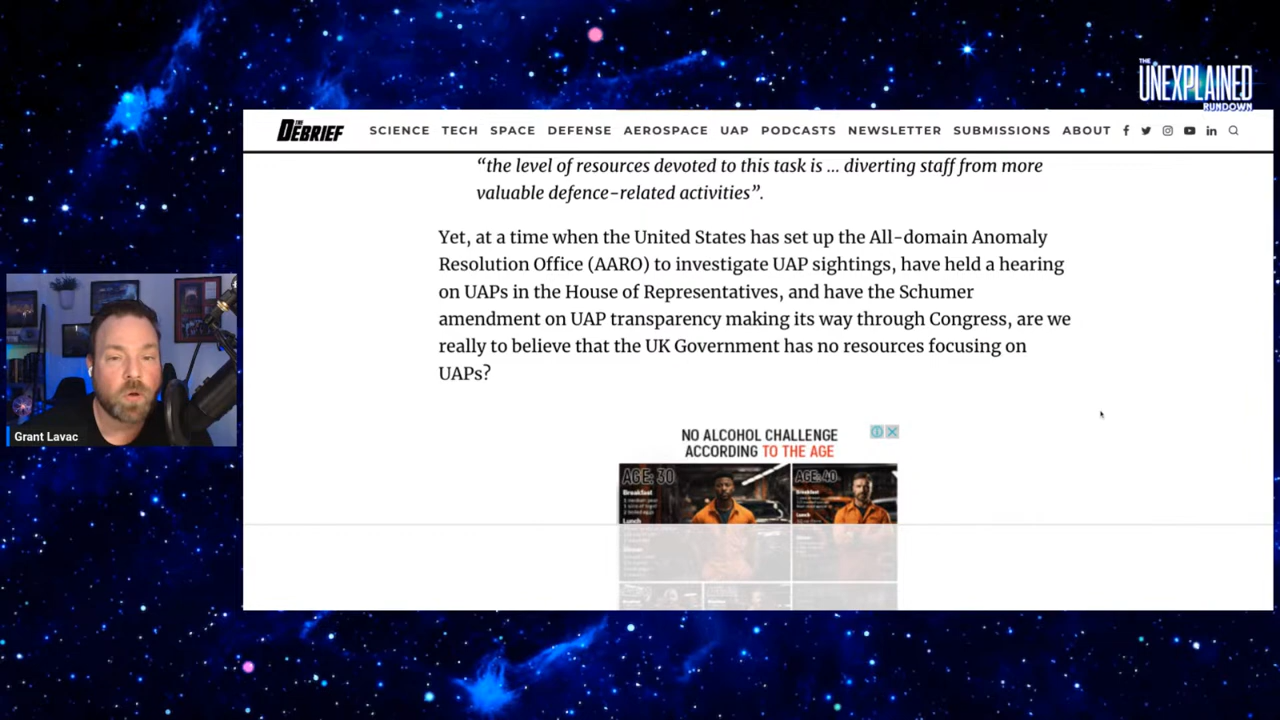 THE
UNEXPLAINED
RUNDOWN
THE
DEBRIEF
SCIENCE TECH SPACE DEFENSE AEROSPACE UAP PODCASTS NEWSLETTER SUBMISSIONS ABOUT
“the level of resources devoted to this task is ... diverting staff from more
valuable defence-related activities”.
Yet, at a time when the United States has set up the All-domain Anomaly
Resolution Office (AARO) to investigate UAP sightings, have held a hearing
on UAPs in the House of Representatives, and have the Schumer
amendment on UAP transparency making its way through Congress, are we
really to believe that the UK Government has no resources focusing on
UAPs?
Grant Lavac
NO ALCOHOL CHALLENGE
ACCORDING TO THE AGE
AGE: 30
Breakfast
Lunch
AGE: 40
Breakfast
Lunch